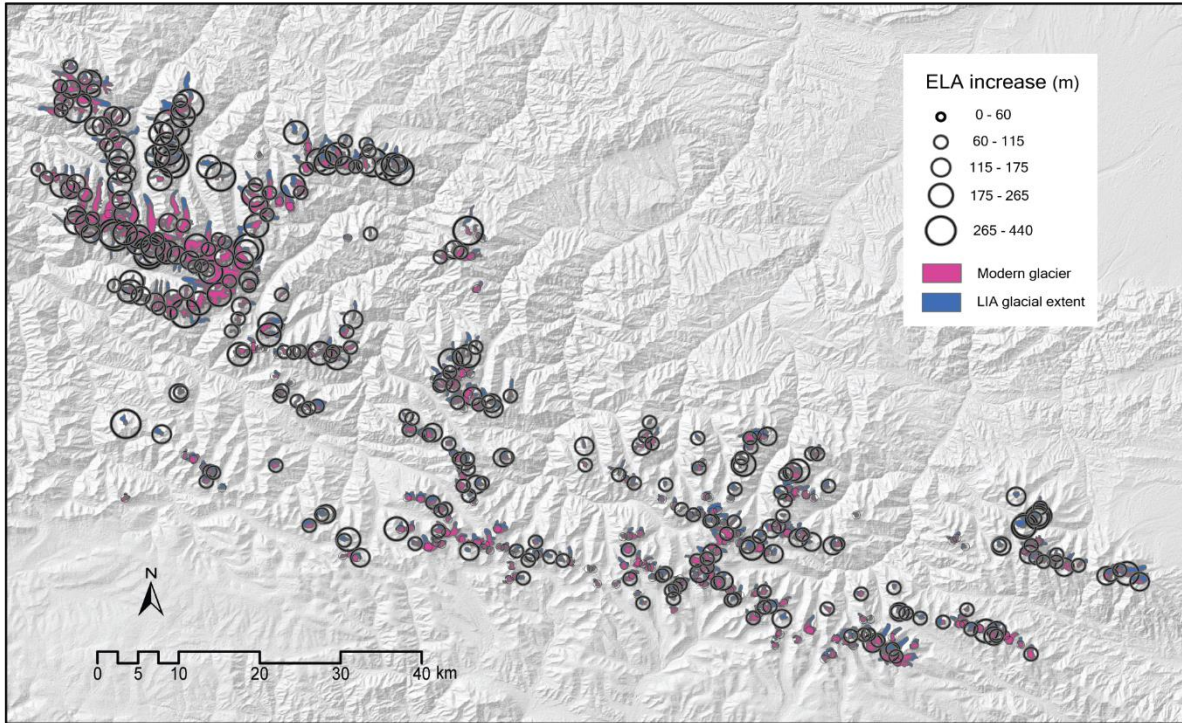 ELA increase (m)
0 - 60
60 - 115
115 - 175
175 - 265
265 - 440
Modern glacier
LIA glacial extent
N
0 5 10 20 30 40 km